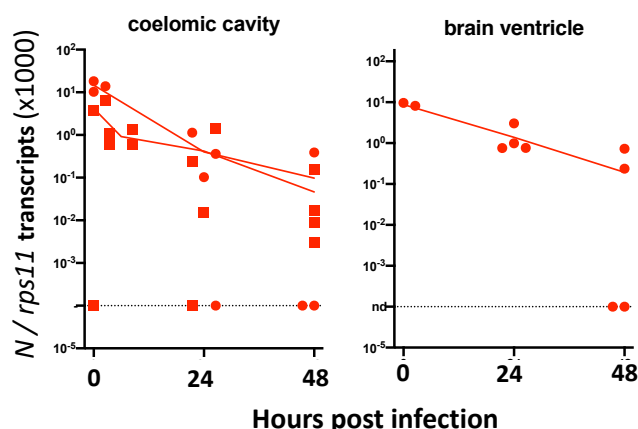 coelomic cavity
brain ventricle
N / rps11 transcripts (x1000)
10² 10¹ 10⁰ 10⁻¹ 10⁻² 10⁻³ 10⁻⁵
0 24 48
10² 10¹ 10⁰ 10⁻¹ 10⁻² 10⁻³ nd 10⁻⁵
0 24 48
Hours post infection